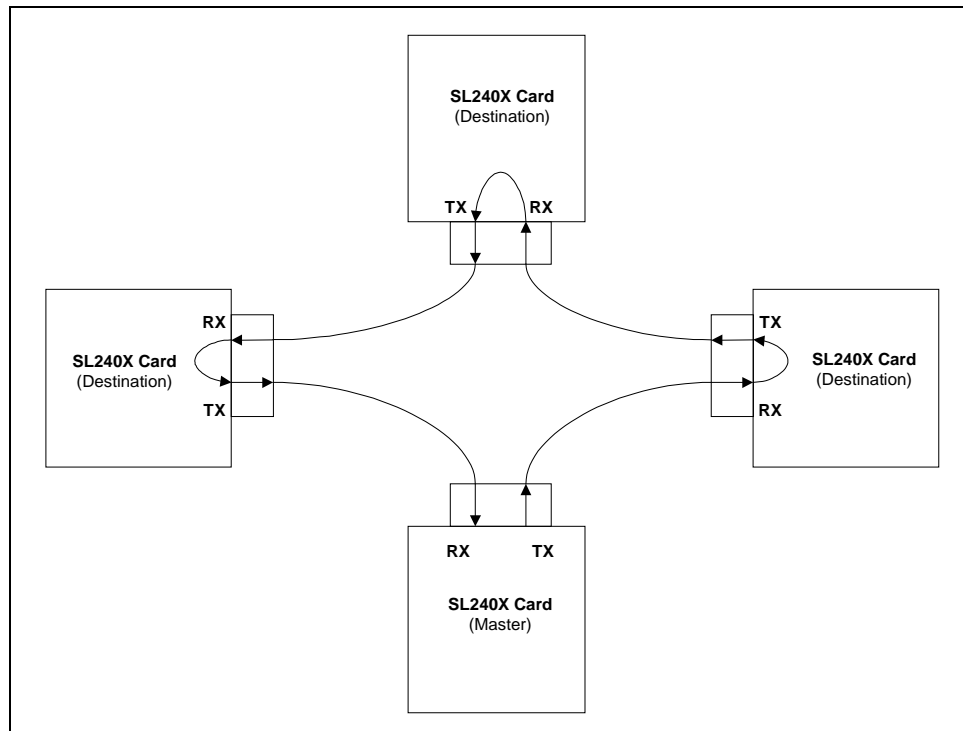 SL240X Card
(Destination)
TX RX
RX
SL240X Card
(Destination)
TX
TX
SL240X Card
(Destination)
RX
RX TX
SL240X Card
(Master)